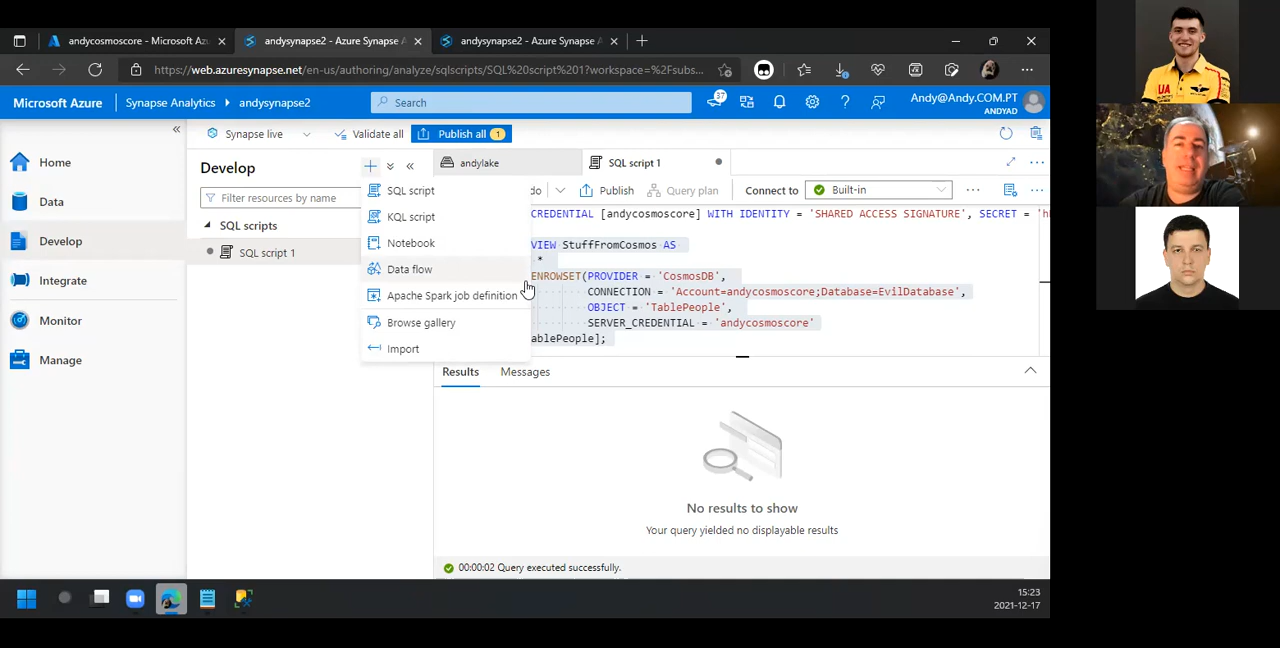 andycosmoscore - Microsoft Az
andysynapse2 - Azure Synapse A
andysynapse2 - Azure Synapse A
https://web.azuresynapse.net/en-us/authoring/analyze/sqlscripts/SQL%20script%201?workspace=%2Fsubs...
Microsoft Azure
Synapse Analytics
andysynapse2
Search
37
Andy@Andy.COM.PT
ANDYAD
Home
Data
Develop
Integrate
Monitor
Manage
Synapse live
Validate all
Publish all 1
Develop
Filter resources by name
SQL scripts
SQL script 1
SQL script
KQL script
Notebook
Data flow
Apache Spark job definition
Browse gallery
Import
andylake
SQL script 1
do
Publish
Query plan
Connect to
Built-in
CREDENTIAL [andycosmoscore] WITH IDENTITY = 'SHARED ACCESS SIGNATURE', SECRET =
VIEW StuffFromCosmos AS
*
ENROWSET(PROVIDER = 'CosmosDB',
CONNECTION = 'Account=andycosmoscore;Database=EvilDatabase',
OBJECT = 'TablePeople',
SERVER_CREDENTIAL = 'andycosmoscore'
ablePeople];
Results
Messages
No results to show
Your query yielded no displayable results
00:00:02 Query executed successfully.
15:23
2021-12-17
UA